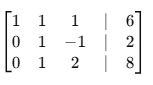 1 1 1 | 6
0 1 −1 | 2
0 1 2 | 8